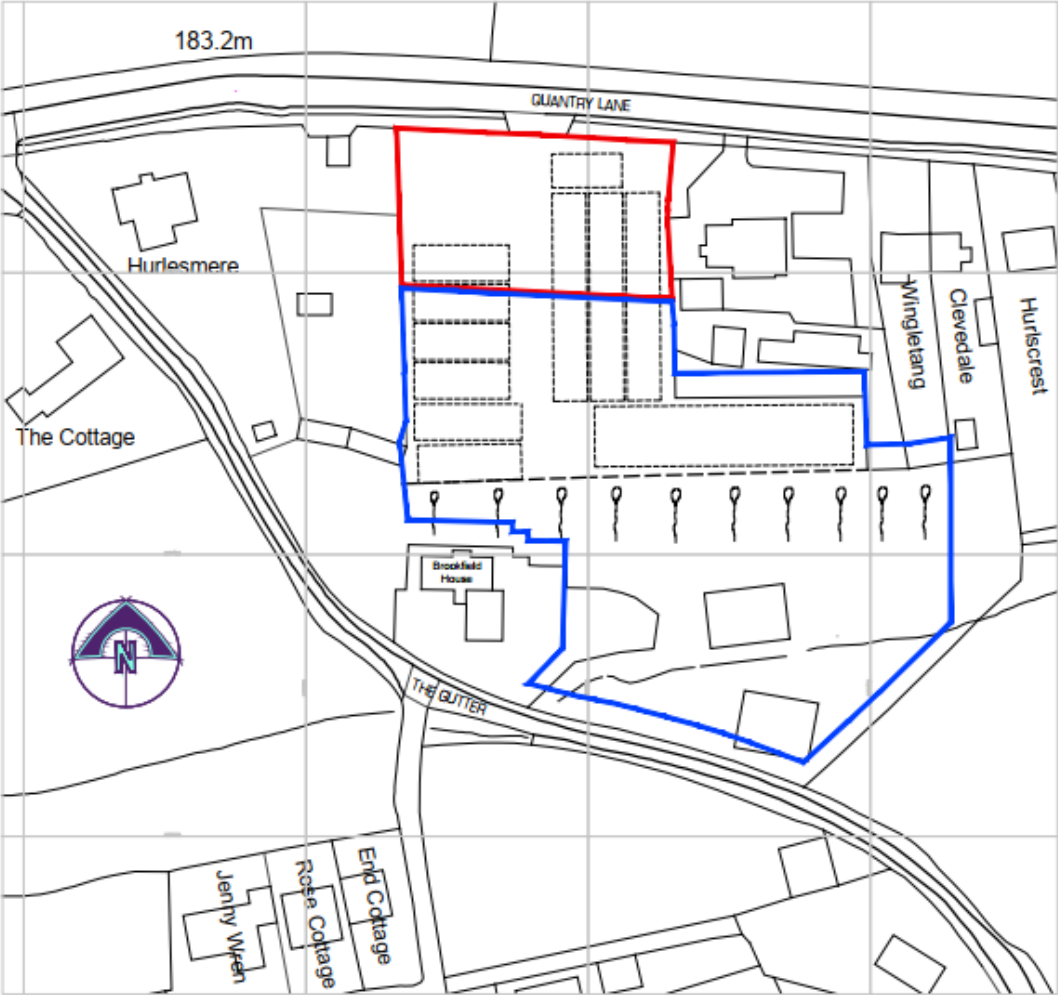 183.2m
QUANTRY LANE
Hurlesmere
Wingletang
Clevedale
Hurlscrest
The Cottage
Brookfield
House
N
THE GUTTER
Jenny Wren
Rose Cottage
End Cottage